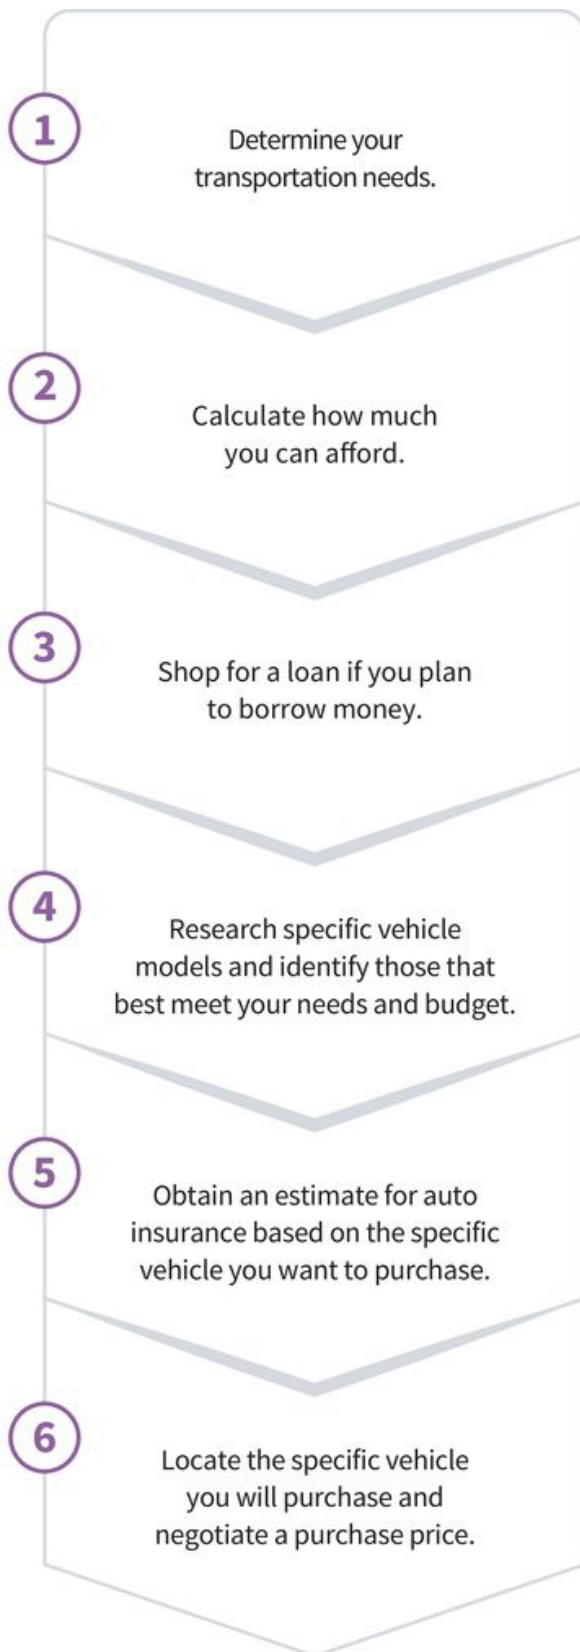 1
Determine your
transportation needs.
2
Calculate how much
you can afford.
3
Shop for a loan if you plan
to borrow money.
4
Research specific vehicle
models and identify those that
best meet your needs and budget.
5
Obtain an estimate for auto
insurance based on the specific
vehicle you want to purchase.
6
Locate the specific vehicle
you will purchase and
negotiate a purchase price.